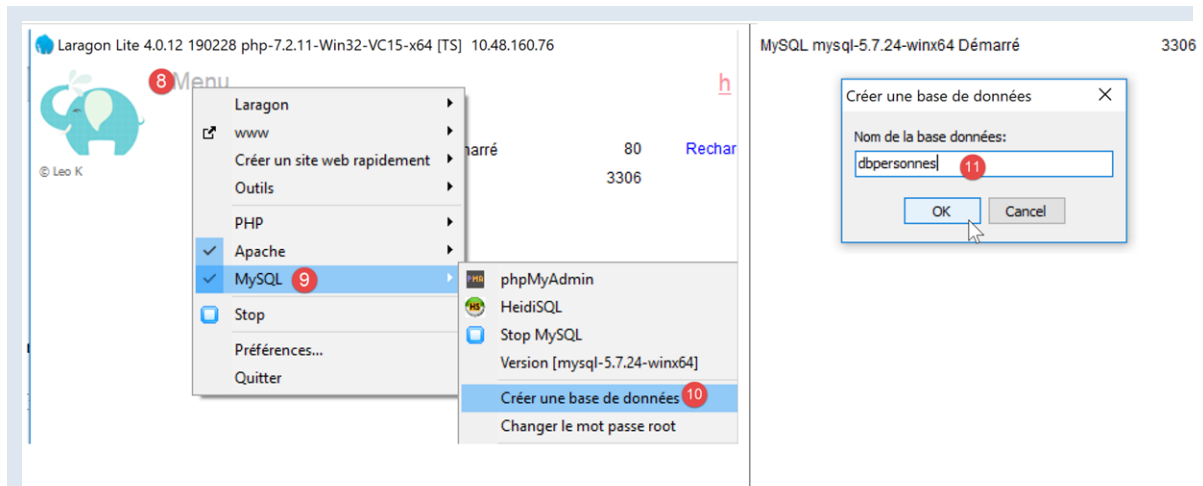 Laragon Lite 4.0.12 190228 php-7.2.11-Win32-VC15-x64 [TS] 10.48.160.76
8 Menu
h
Laragon
www
Créer un site web rapidement
Outils
80 Rechar
3306
© Leo K
PHP
Apache
MySQL 9
Stop
Préférences...
Quitter
phpMyAdmin
HeidiSQL
Stop MySQL
Version [mysql-5.7.24-winx64]
Créer une base de données 10
Changer le mot passe root
MySQL mysql-5.7.24-winx64 Démarré 3306
Créer une base de données
Nom de la base données:
dbpersonnes 11
OK Cancel